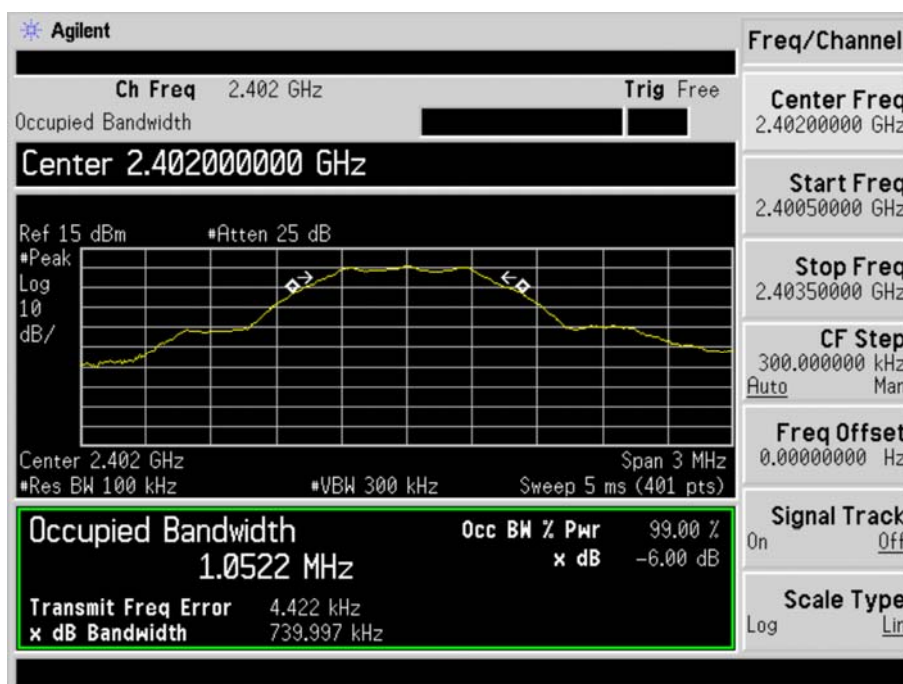 Agilent
Ch Freq 2.402 GHz Trig Free
Occupied Bandwidth
Center 2.402000000 GHz
Ref 15 dBm #Atten 25 dB
#Peak
Log
10
dB/
Center 2.402 GHz Span 3 MHz
#Res BW 100 kHz #VBW 300 kHz Sweep 5 ms (401 pts)
Occupied Bandwidth
1.0522 MHz
Occ BW % Pwr 99.00 %
x dB -6.00 dB
Transmit Freq Error 4.422 kHz
x dB Bandwidth 739.997 kHz
Freq/Channel
Center Freq
2.40200000 GHz
Start Freq
2.40050000 GHz
Stop Freq
2.40350000 GHz
CF Step
300.000000 kHz
Auto Man
Freq Offset
0.00000000 Hz
Signal Track
On Off
Scale Type
Log Lin